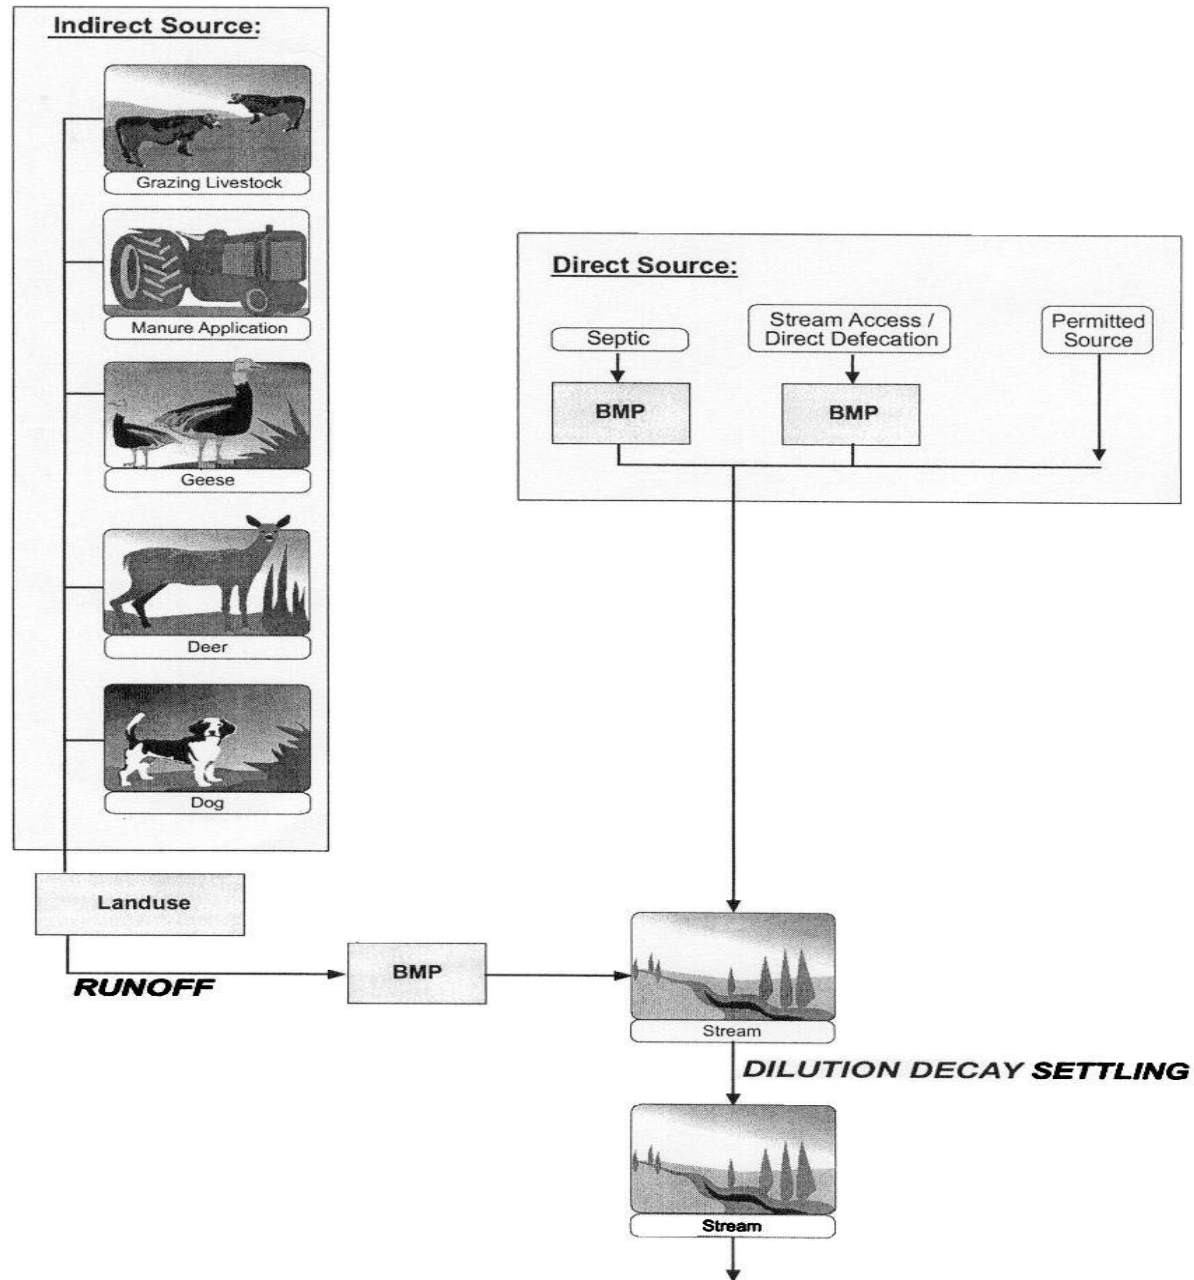 Indirect Source:
Grazing Livestock
Manure Application
Geese
Deer
Dog
Landuse
RUNOFF
BMP
Direct Source:
Septic
Stream Access /
Direct Defecation
Permitted
Source
BMP
BMP
Stream
DILUTION DECAY SETTLING
Stream